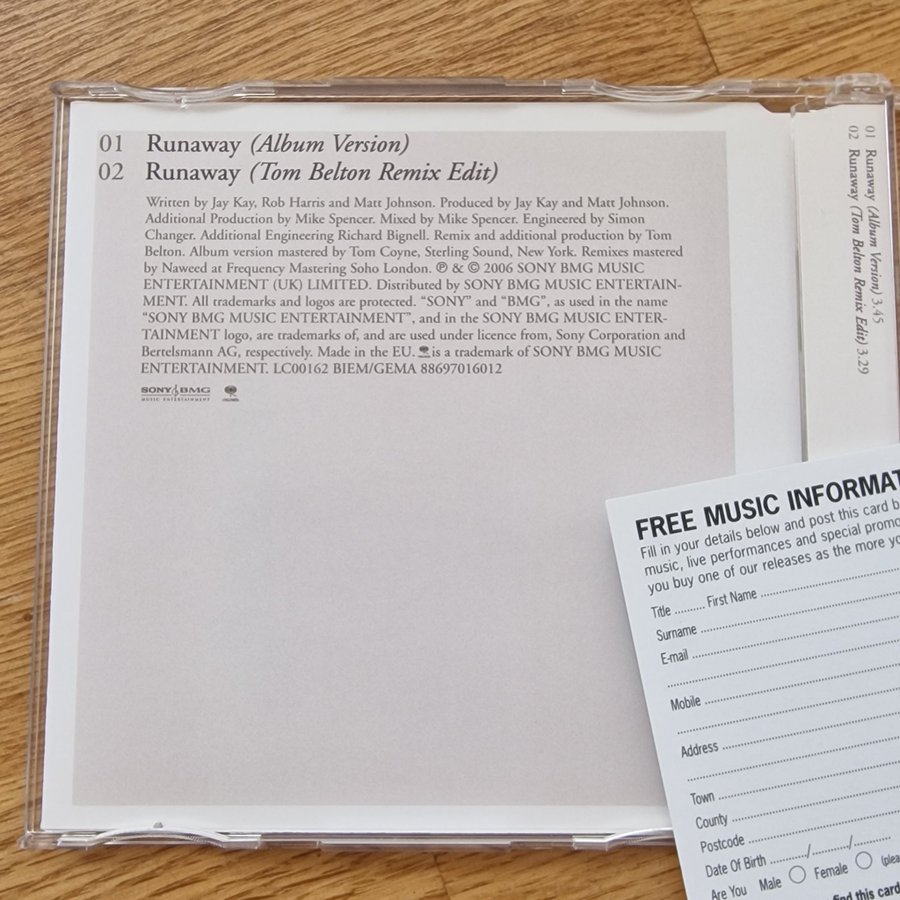 01 Runaway (Album Version)
02 Runaway (Tom Belton Remix Edit)
Written by Jay Kay, Rob Harris and Matt Johnson. Produced by Jay Kay and Matt Johnson.
Additional Production by Mike Spencer. Mixed by Mike Spencer. Engineered by Simon
Changer. Additional Engineering Richard Bignell. Remix and additional production by Tom
Belton. Album version mastered by Tom Coyne, Sterling Sound, New York. Remixes mastered
by Naweed at Frequency Mastering Soho London. ℗ & © 2006 SONY BMG MUSIC
ENTERTAINMENT (UK) LIMITED. Distributed by SONY BMG MUSIC ENTERTAIN-
MENT. All trademarks and logos are protected. “SONY” and “BMG”, as used in the name
“SONY BMG MUSIC ENTERTAINMENT”, and in the SONY BMG MUSIC ENTER-
TAINMENT logo, are trademarks of, and are used under licence from, Sony Corporation and
Bertelsmann AG, respectively. Made in the EU. is a trademark of SONY BMG MUSIC
ENTERTAINMENT. LC00162 BIEM/GEMA 88697016012
SONY BMG
MUSIC ENTERTAINMENT
COLUMBIA
01 Runaway (Album Version) 3.45
02 Runaway (Tom Belton Remix Edit) 3.29
FREE MUSIC INFORMAT
Fill in your details below and post this card b
music, live performances and special promo
you buy one of our releases as the more yo
Title ......... First Name
Surname
E-mail
Mobile
Address
Town
County
Postcode
Date Of Birth ........../........../..........
Are You Male Female (plea
find this card